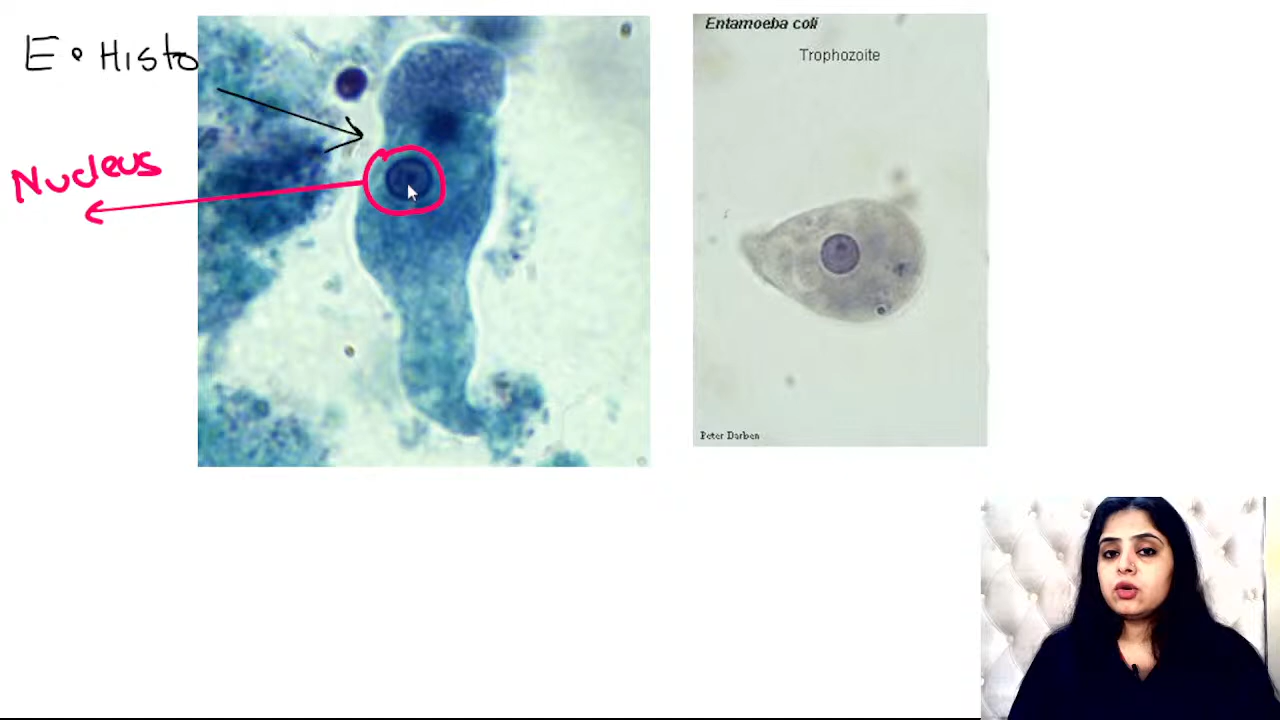 E. Histo
Nucleus
Entamoeba coli
Trophozoite
Peter Darben